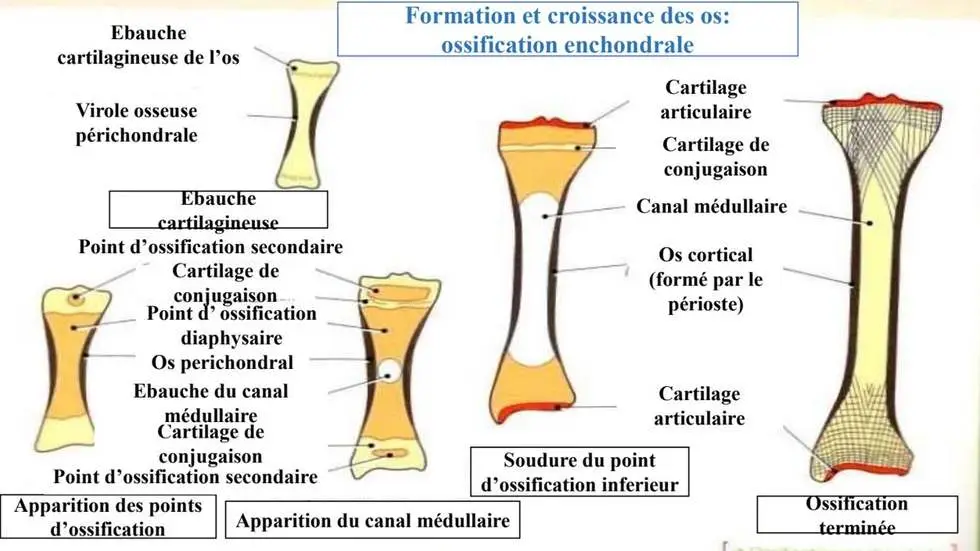 Formation et croissance des os:
ossification enchondrale
Ebauche
cartilagineuse de l’os
Virole osseuse
périchondrale
Ebauche
cartilagineuse
Point d’ossification secondaire
Cartilage de
conjugaison
Point d’ ossification
diaphysaire
Os perichondral
Ebauche du canal
médullaire
Cartilage de
conjugaison
Point d’ossification secondaire
Apparition des points
d’ossification
Apparition du canal médullaire
Cartilage
articulaire
Cartilage de
conjugaison
Canal médullaire
Os cortical
(formé par le
périoste)
Cartilage
articulaire
Soudure du point
d’ossification inferieur
Ossification
terminée